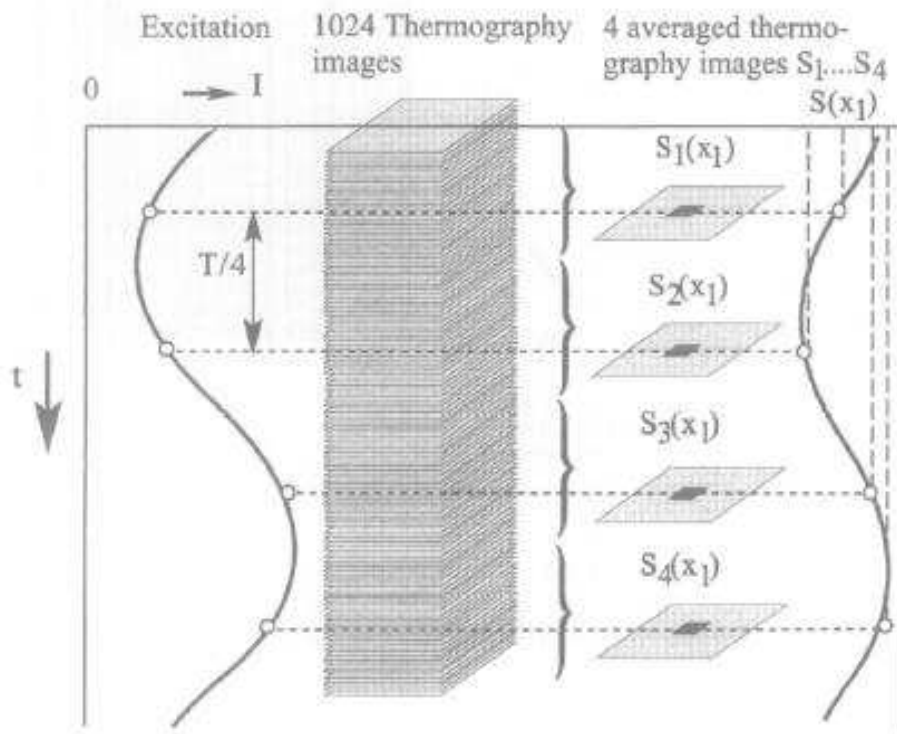 Excitation
1024 Thermography
images
4 averaged thermo-
graphy images S1....S4
0
I
S(x1)
S1(x1)
T/4
S2(x1)
t
S3(x1)
S4(x1)